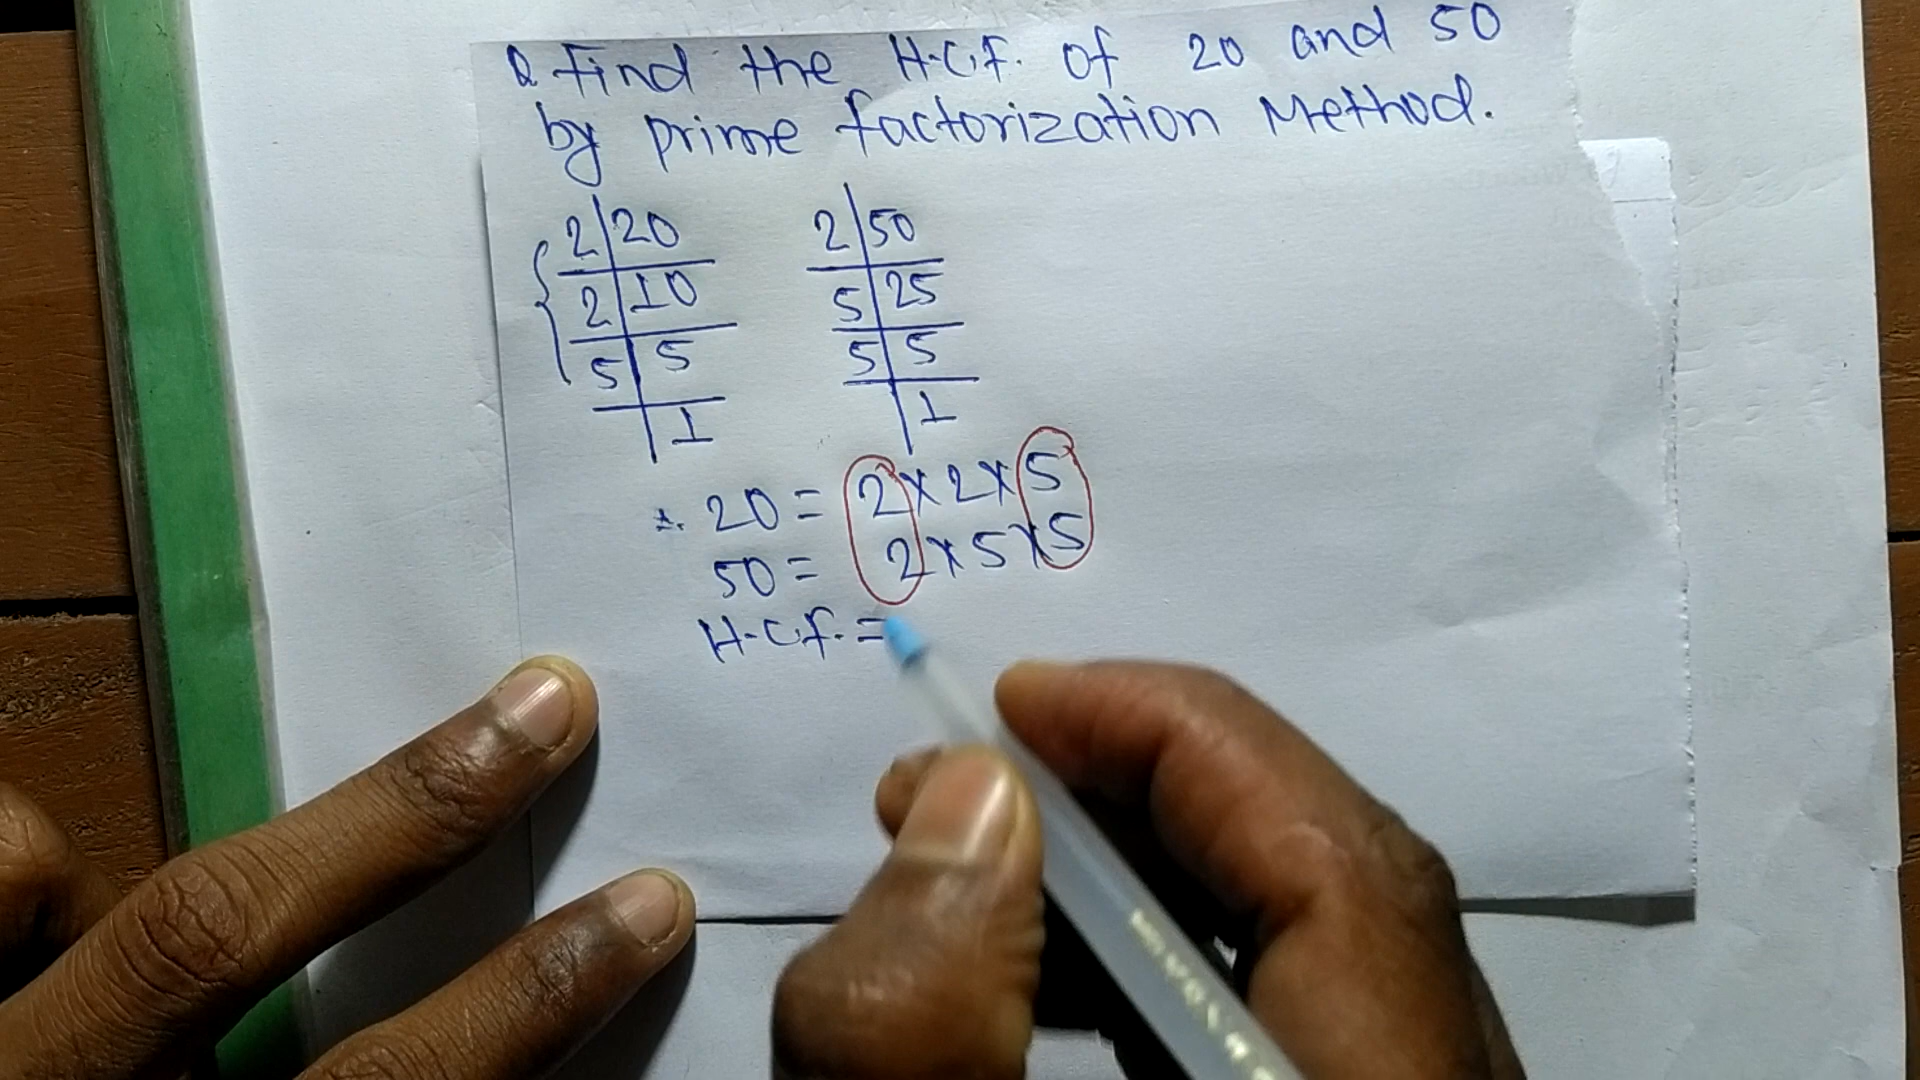 Q Find the H.C.F. Of 20 and 50
by prime factorization Method.
2 20 2 50
2 10 5 25
5 5 5 5
1 1
∴ 20 = 2 x 2 x 5
50 = 2 x 5 x 5
H.C.F. =